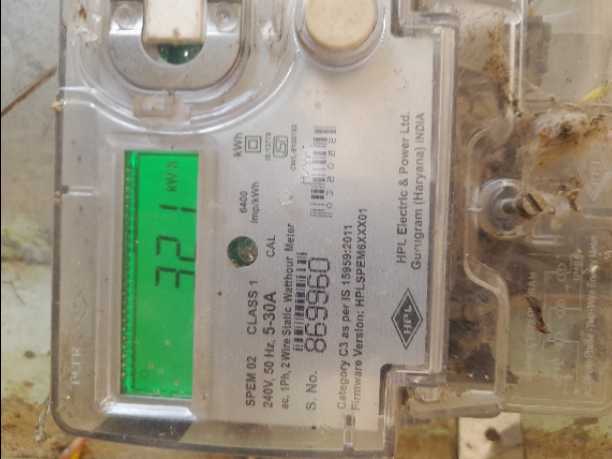 321 kWh
SPEM 02 CLASS 1
240V, 50 Hz, 5-30A CAL 6400 Imp/kWh kWh
ac, 1Ph, 2 Wire Static Watthour Meter
S. No. 869960
Category C3 as per IS 15959:2011
Firmware Version: HPLSPEM6XXX01
HPL
HPL Electric & Power Ltd.
Gurugram (Haryana) INDIA